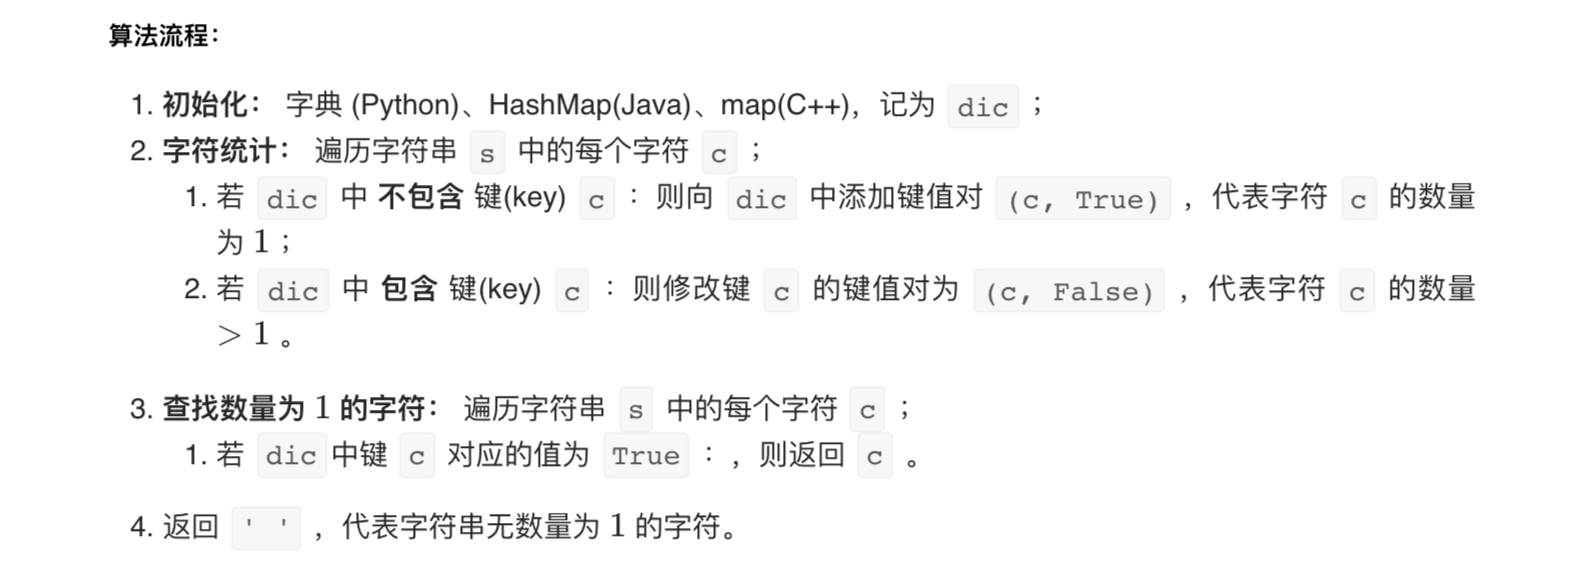 算法流程：
1. 初始化： 字典 (Python)、HashMap(Java)、map(C++)，记为 dic ；
2. 字符统计： 遍历字符串 s 中的每个字符 c ；
1. 若 dic 中 不包含 键(key) c ：则向 dic 中添加键值对 (c, True) ，代表字符 c 的数量
为 1 ；
2. 若 dic 中 包含 键(key) c ：则修改键 c 的键值对为 (c, False) ，代表字符 c 的数量
> 1 。
3. 查找数量为 1 的字符： 遍历字符串 s 中的每个字符 c ；
1. 若 dic 中键 c 对应的值为 True ：，则返回 c 。
4. 返回 ' ' ，代表字符串无数量为 1 的字符。